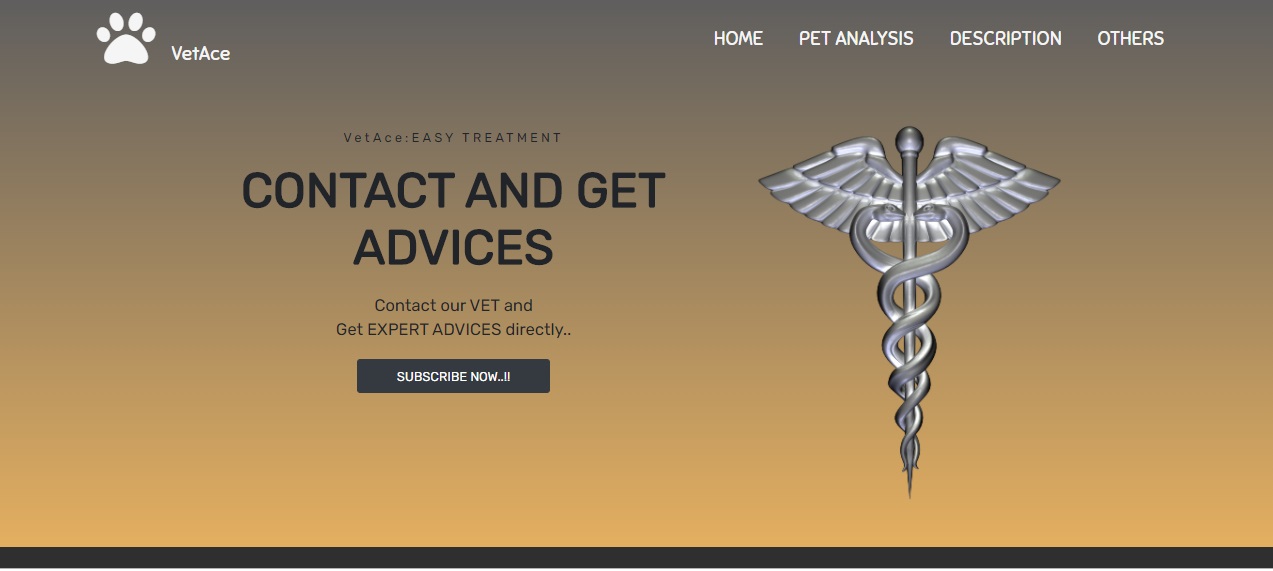 VetAce
HOME PET ANALYSIS DESCRIPTION OTHERS
VetAce:EASY TREATMENT
CONTACT AND GET
ADVICES
Contact our VET and
Get EXPERT ADVICES directly..
SUBSCRIBE NOW..!!